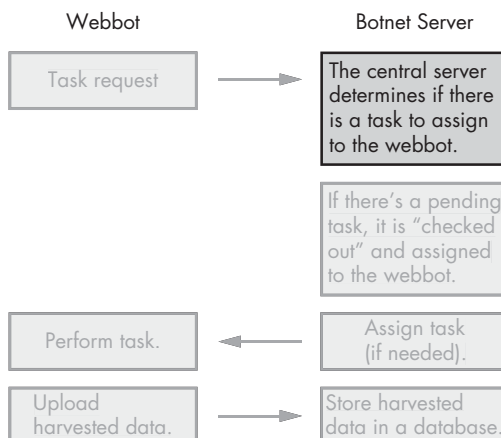 Webbot
Botnet Server
Task request
The central server
determines if there
is a task to assign
to the webbot.
If there's a pending
task, it is “checked
out” and assigned
to the webbot.
Perform task.
Assign task
(if needed).
Upload
harvested data.
Store harvested
data in a database.